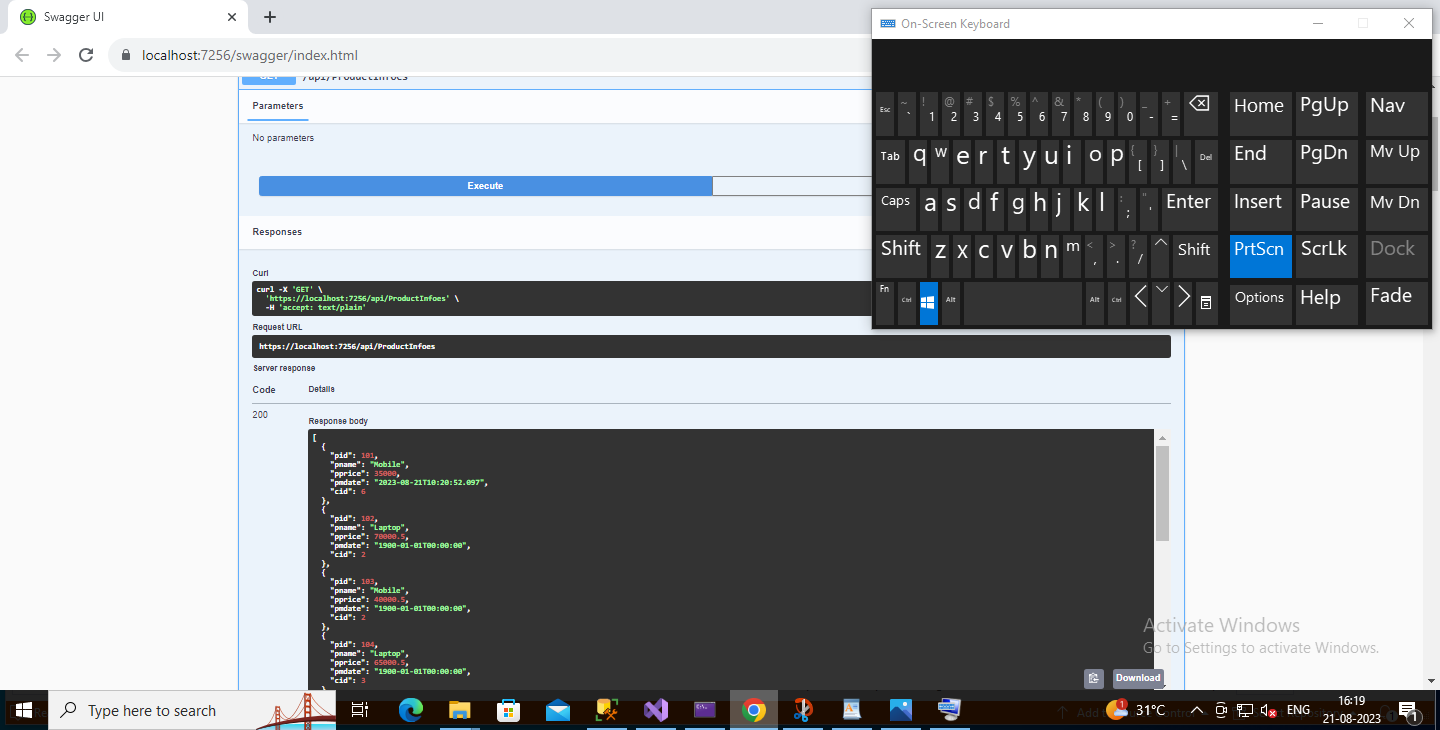 Swagger UI
localhost:7256/swagger/index.html
GET /api/ProductInfoes
Parameters
No parameters
Execute
Responses
Curl
curl -X 'GET' \
'https://localhost:7256/api/ProductInfoes' \
-H 'accept: text/plain'
Request URL
https://localhost:7256/api/ProductInfoes
Server response
Code Details
200
Response body
[
{
"pid": 101,
"pname": "Mobile",
"pprice": 35000,
"pmdate": "2023-08-21T10:20:52.097",
"cid": 6
},
{
"pid": 102,
"pname": "Laptop",
"pprice": 70000.5,
"pmdate": "1900-01-01T00:00:00",
"cid": 2
},
{
"pid": 103,
"pname": "Mobile",
"pprice": 40000.5,
"pmdate": "1900-01-01T00:00:00",
"cid": 2
},
{
"pid": 104,
"pname": "Laptop",
"pprice": 65000.5,
"pmdate": "1900-01-01T00:00:00",
"cid": 3
Download
On-Screen Keyboard
Esc ~ ` ! 1 @ 2 # 3 $ 4 % 5 ^ 6 & 7 * 8 ( 9 ) 0 _ - + = Home PgUp Nav
Tab q w e r t y u i o p { [ } ] | \ Del End PgDn Mv Up
Caps a s d f g h j k l : ; " ' Enter Insert Pause Mv Dn
Shift z x c v b n m < , > . ? / Shift PrtScn ScrLk Dock
Fn Ctrl Alt Alt Ctrl Options Help Fade
Activate Windows
Go to Settings to activate Windows.
Type here to search
1 31°C ENG 16:19
21-08-2023
1